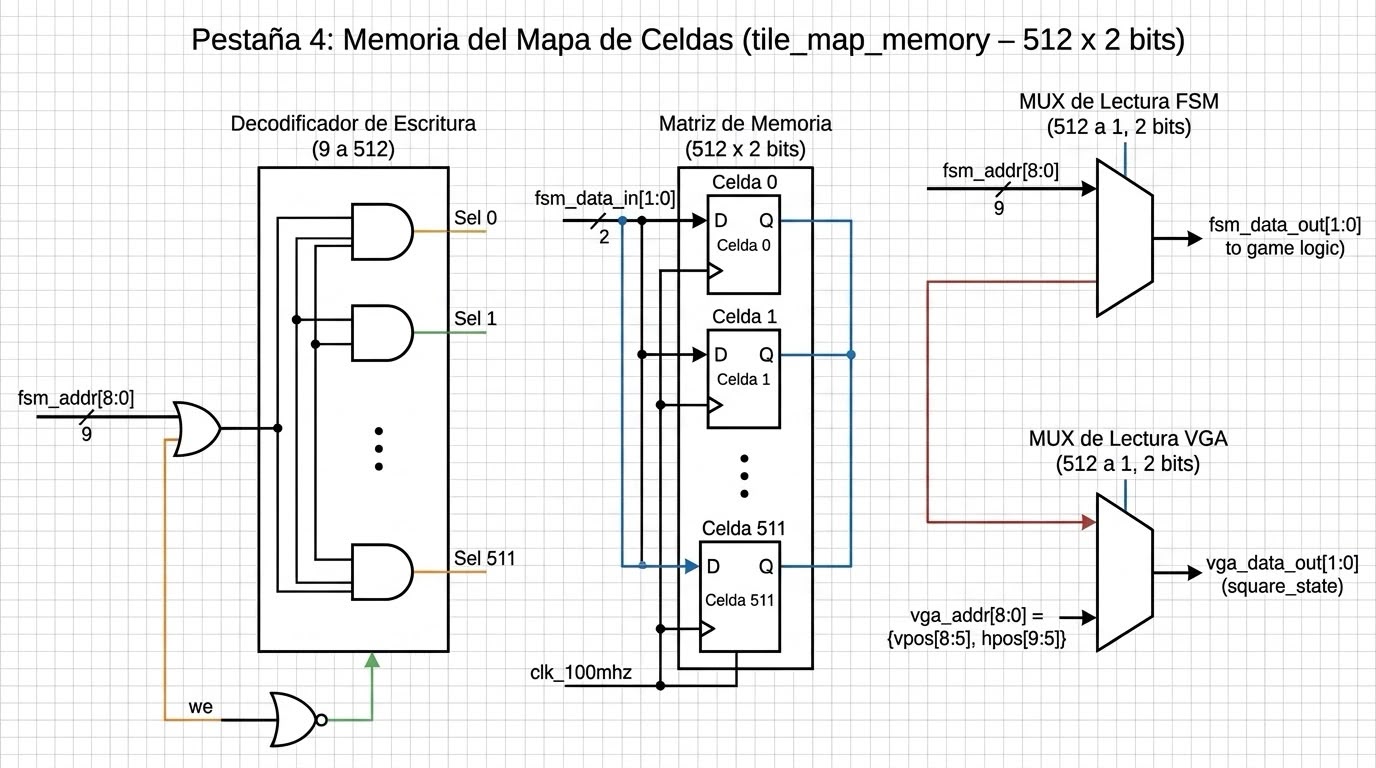 Pestaña 4: Memoria del Mapa de Celdas (tile_map_memory – 512 x 2 bits)
Decodificador de Escritura
(9 a 512)
Sel 0
Sel 1
Sel 511
fsm_addr[8:0]
9
we
Matriz de Memoria
(512 x 2 bits)
fsm_data_in[1:0]
2
Celda 0
D Q
Celda 0
Celda 1
D Q
Celda 1
Celda 511
D Q
Celda 511
clk_100mhz
MUX de Lectura FSM
(512 a 1, 2 bits)
fsm_addr[8:0]
9
fsm_data_out[1:0]
to game logic)
MUX de Lectura VGA
(512 a 1, 2 bits)
vga_data_out[1:0]
(square_state)
vga_addr[8:0] =
{vpos[8:5], hpos[9:5]}